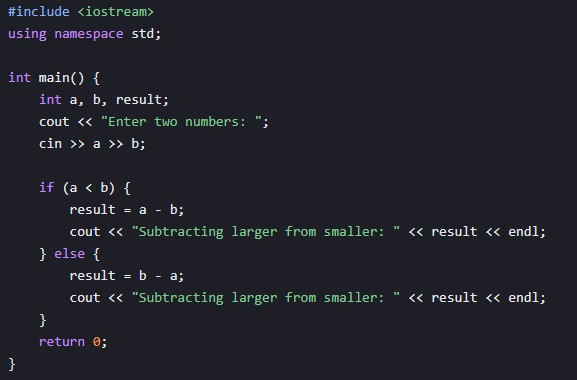 #include <iostream>
using namespace std;
int main() {
int a, b, result;
cout << "Enter two numbers: ";
cin >> a >> b;
if (a < b) {
result = a - b;
cout << "Subtracting larger from smaller: " << result << endl;
} else {
result = b - a;
cout << "Subtracting larger from smaller: " << result << endl;
}
return 0;
}